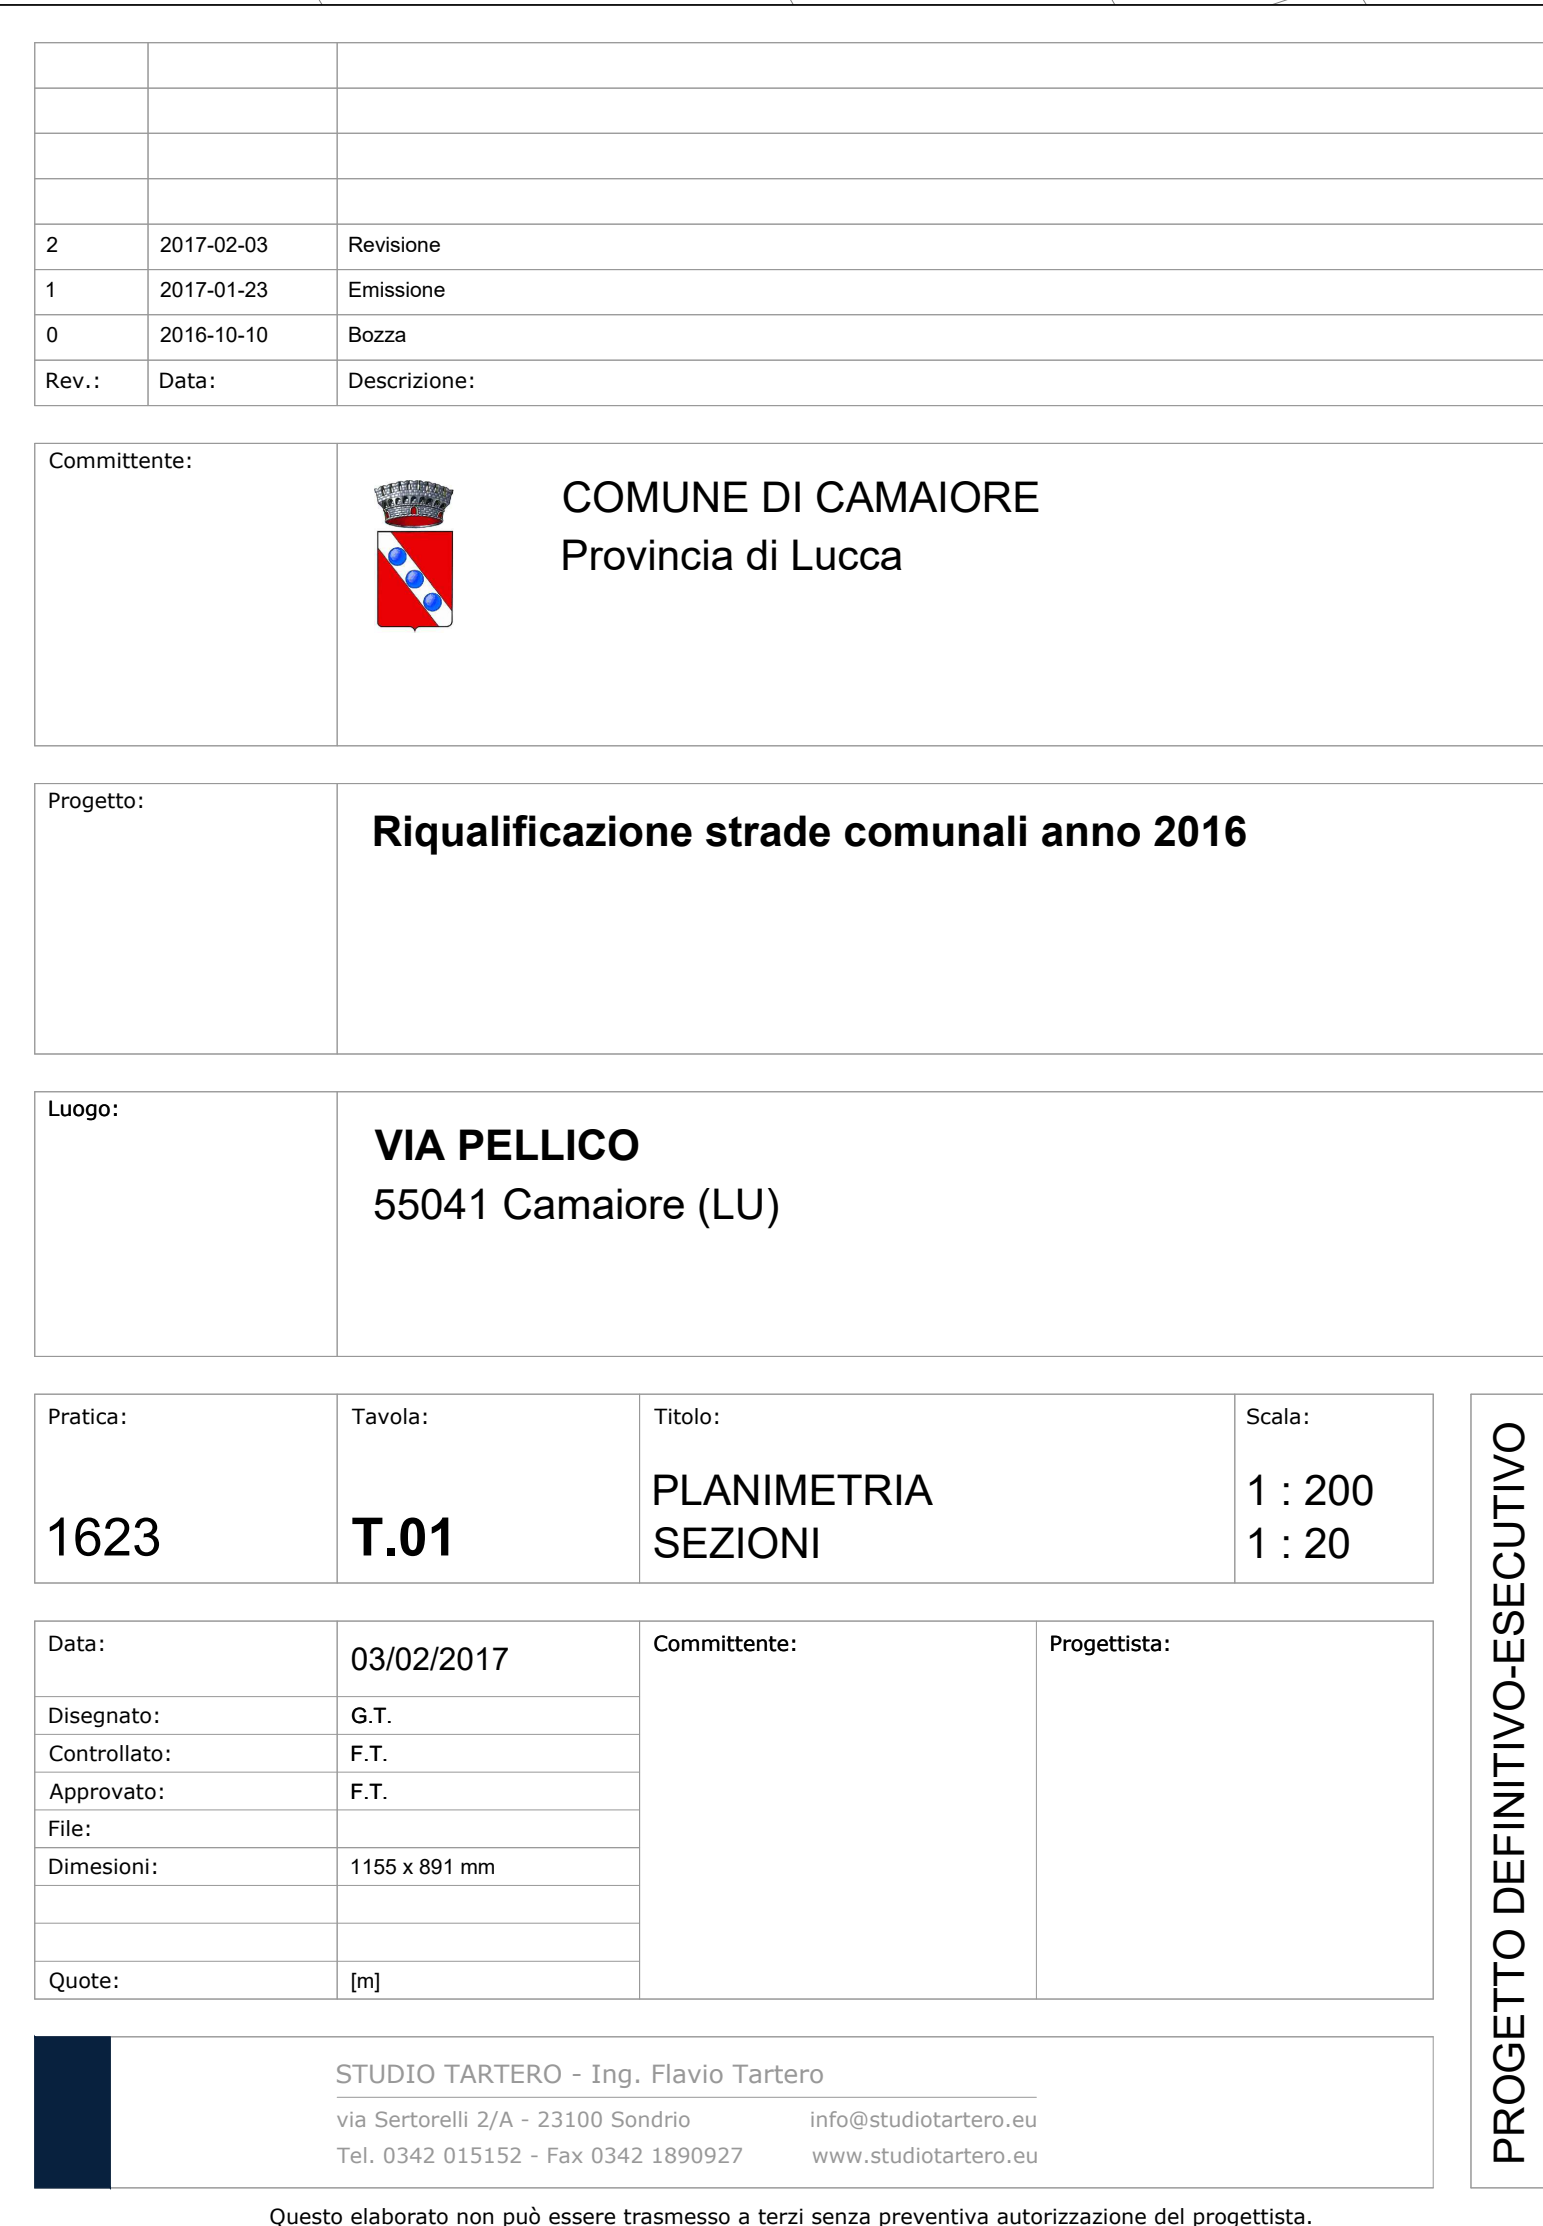 2 2017-02-03 Revisione
1 2017-01-23 Emissione
0 2016-10-10 Bozza
Rev.: Data: Descrizione:
Committente:
COMUNE DI CAMAIORE
Provincia di Lucca
Progetto:
Riqualificazione strade comunali anno 2016
Luogo:
VIA PELLICO
55041 Camaiore (LU)
Pratica: Tavola: Titolo: Scala:
PLANIMETRIA 1 : 200
1623 T.01 SEZIONI 1 : 20
PROGETTO DEFINITIVO-ESECUTIVO
Data: 03/02/2017 Committente: Progettista:
Disegnato: G.T.
Controllato: F.T.
Approvato: F.T.
File:
Dimesioni: 1155 x 891 mm
Quote: [m]
STUDIO TARTERO - Ing. Flavio Tartero
via Sertorelli 2/A - 23100 Sondrio info@studiotartero.eu
Tel. 0342 015152 - Fax 0342 1890927 www.studiotartero.eu
Questo elaborato non può essere trasmesso a terzi senza preventiva autorizzazione del progettista.